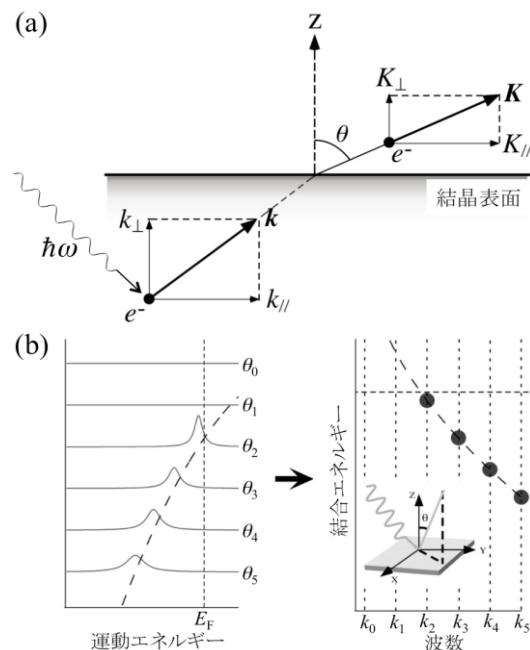 (a)
z
K⊥
K
θ
e-
K//
結晶表面
k⊥
k
ħω
e-
k//
(b)
θ0
θ1
θ2
θ3
θ4
θ5
EF
運動エネルギー
結合エネルギー
Z
θ
Y
X
k0 k1 k2 k3 k4 k5
波数